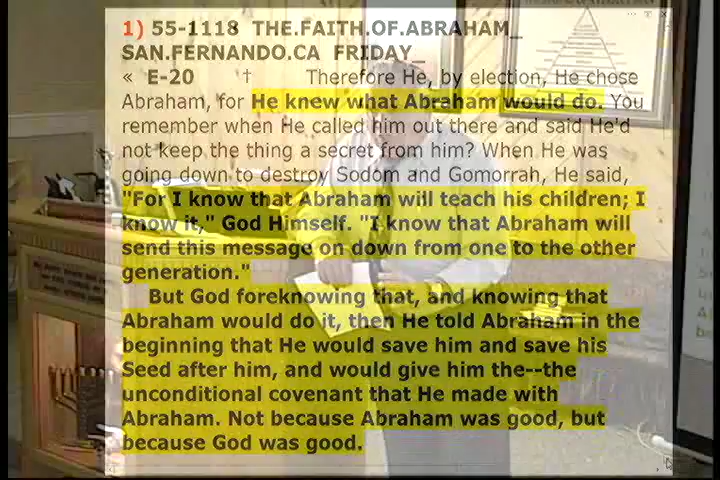 1) 55-1118 THE.FAITH.OF.ABRAHAM_
SAN.FERNANDO.CA FRIDAY_
« E-20 † Therefore He, by election, He chose
Abraham, for He knew what Abraham would do. You
remember when He called him out there and said He'd
not keep the thing a secret from him? When He was
going down to destroy Sodom and Gomorrah, He said,
"For I know that Abraham will teach his children; I
know it," God Himself. "I know that Abraham will
send this message on down from one to the other
generation."
But God foreknowing that, and knowing that
Abraham would do it, then He told Abraham in the
beginning that He would save him and save his
Seed after him, and would give him the--the
unconditional covenant that He made with
Abraham. Not because Abraham was good, but
because God was good.